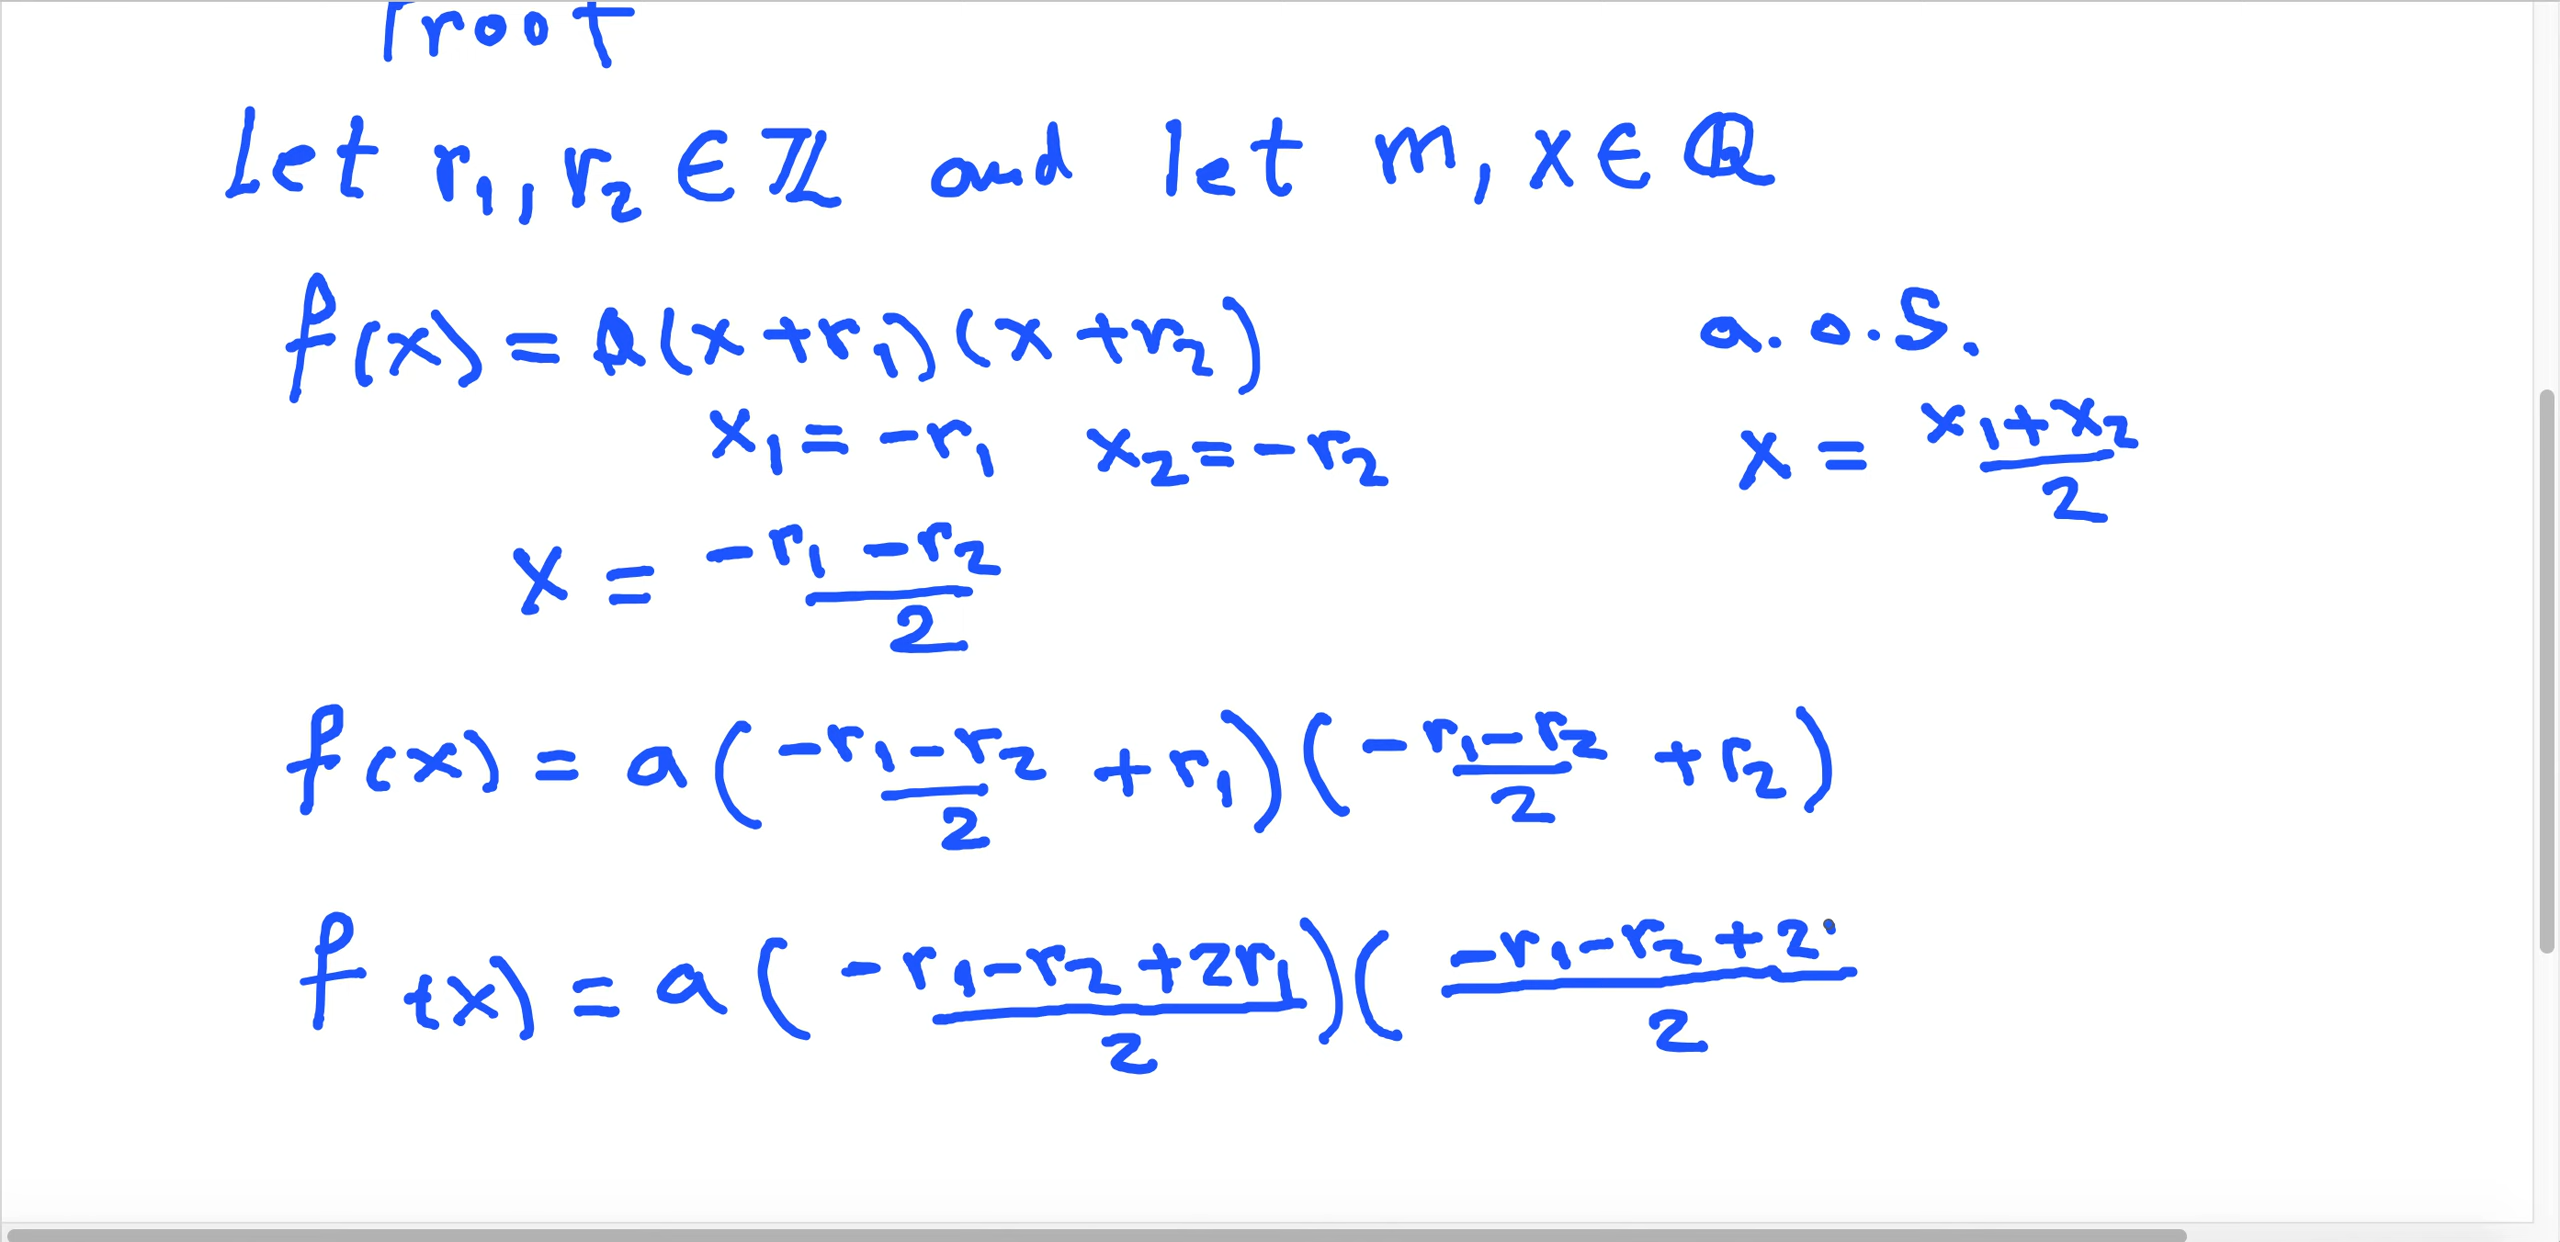 Proof
Let r₁, r₂ ∈ ℤ and let m, x ∈ ℚ
f(x) = a(x + r₁)(x + r₂)
a.o.S.
x₁ = -r₁ x₂ = -r₂
x = x₁ + x₂ / 2
x = -r₁ - r₂ / 2
f(x) = a(-r₁ - r₂ / 2 + r₁)(-r₁ - r₂ / 2 + r₂)
f(x) = a(-r₁ - r₂ + 2r₁ / 2)(-r₁ - r₂ + 2 / 2